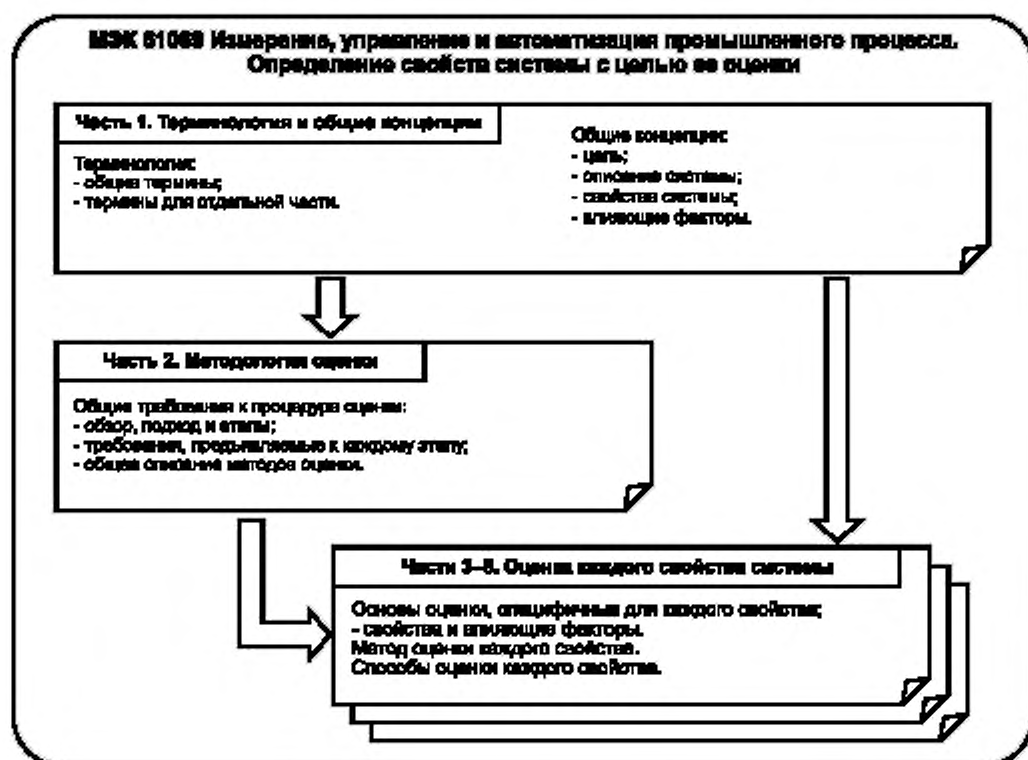 МЭК 61069 Измерение, управление и автоматизация промышленного процесса.
Определение свойств системы с целью ее оценки
Часть 1. Терминология и общие концепции
Терминология:
- общие термины;
- термины для отдельной части.
Общие концепции:
- цель;
- описание системы;
- свойства системы;
- влияющие факторы.
Часть 2. Методология оценки
Общие требования к процедуре оценки:
- обзор, подход и этапы;
- требования, предъявляемые к каждому этапу;
- общее описание методов оценки.
Части 3–8. Оценка каждого свойства системы
Основы оценки, специфичные для каждого свойства;
- свойства и влияющие факторы.
Метод оценки каждого свойства.
Способы оценки каждого свойства.